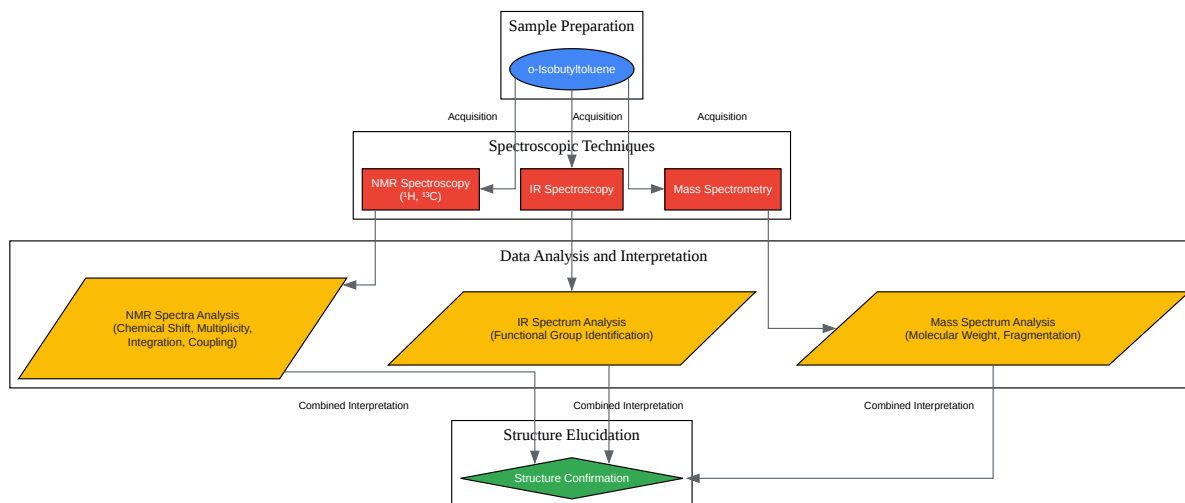 Sample Preparation
o-Isobutyltoluene
Acquisition
Acquisition
Acquisition
Spectroscopic Techniques
NMR Spectroscopy
(¹H, ¹³C)
IR Spectroscopy
Mass Spectrometry
Data Analysis and Interpretation
NMR Spectra Analysis
(Chemical Shift, Multiplicity,
Integration, Coupling)
IR Spectrum Analysis
(Functional Group Identification)
Mass Spectrum Analysis
(Molecular Weight, Fragmentation)
Combined Interpretation
Combined Interpretation
Combined Interpretation
Structure Elucidation
Structure Confirmation